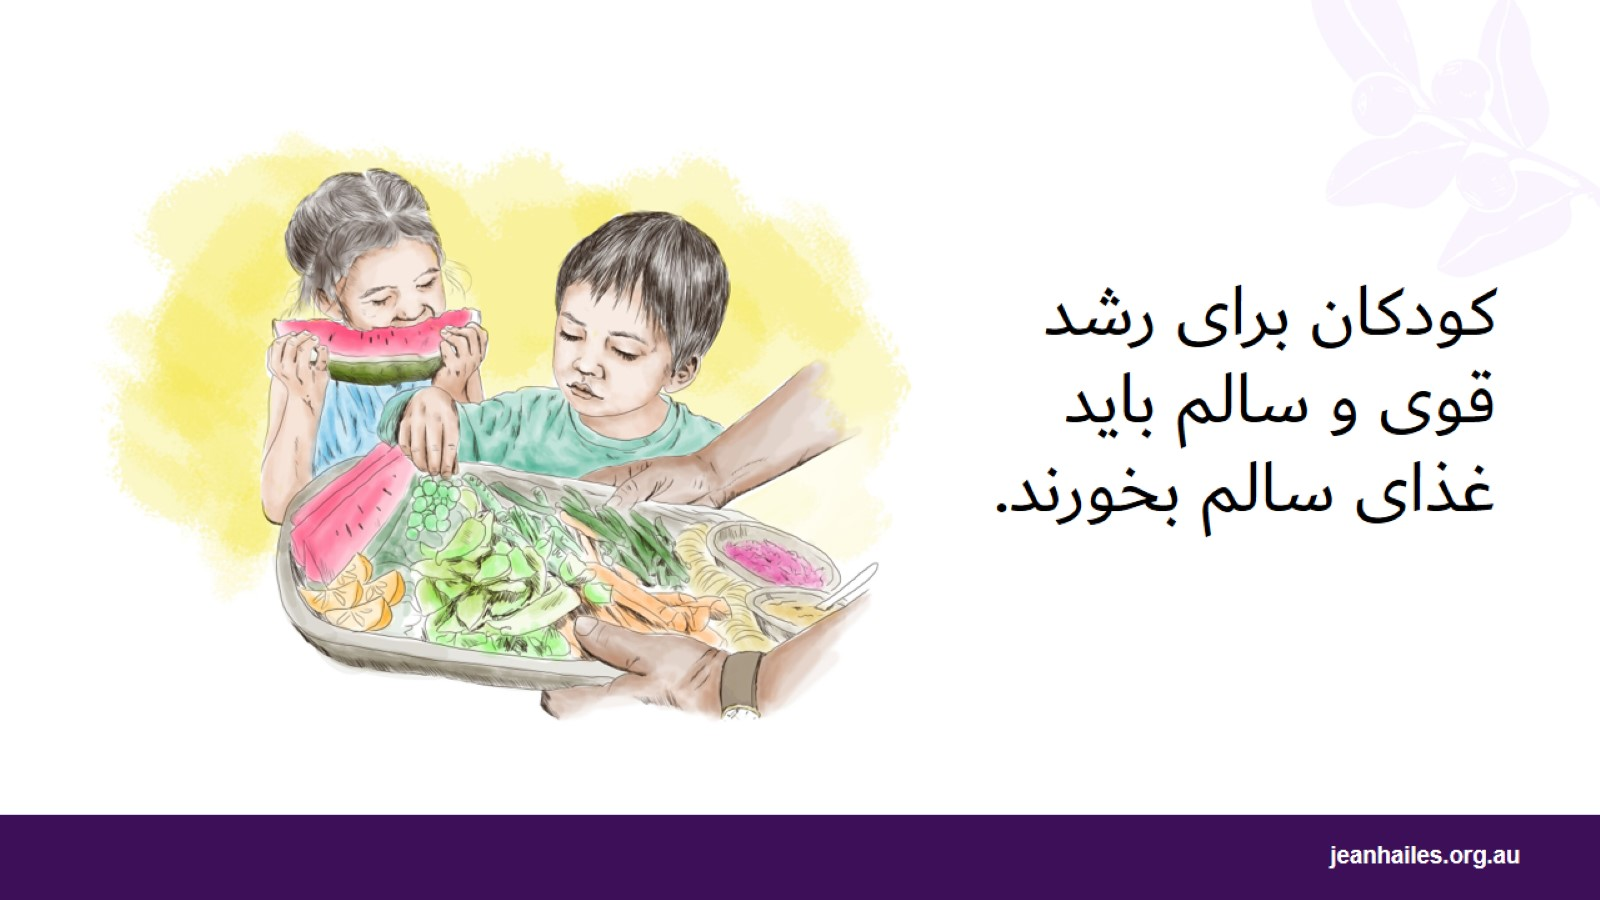 کودکان برای رشد
قوی و سالم باید
غذای سالم بخورند.
jeanhailes.org.au